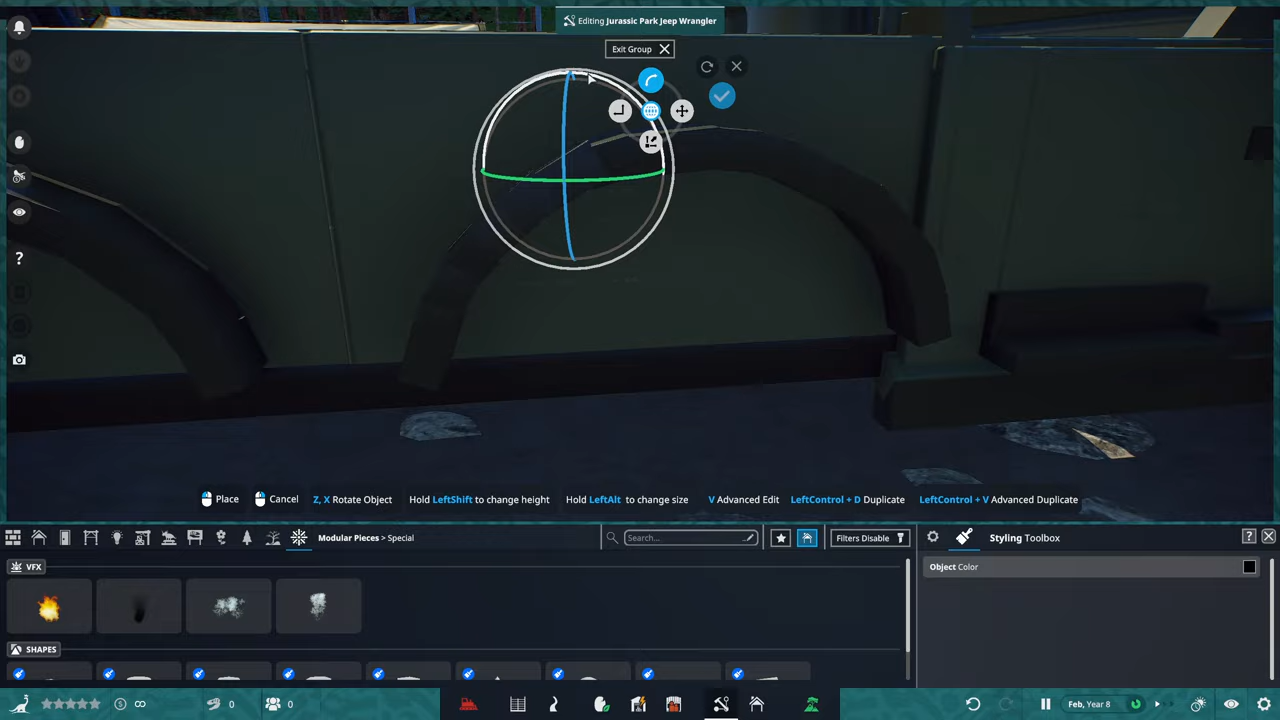 Editing Jurassic Park Jeep Wrangler
Exit Group
?
Place
Cancel
Z, X Rotate Object
Hold LeftShift to change height
Hold LeftAlt to change size
V Advanced Edit
LeftControl + D Duplicate
LeftControl + V Advanced Duplicate
Modular Pieces > Special
Search...
Filters Disable
Styling Toolbox
?
VFX
Object Color
SHAPES
0
0
Feb, Year 8